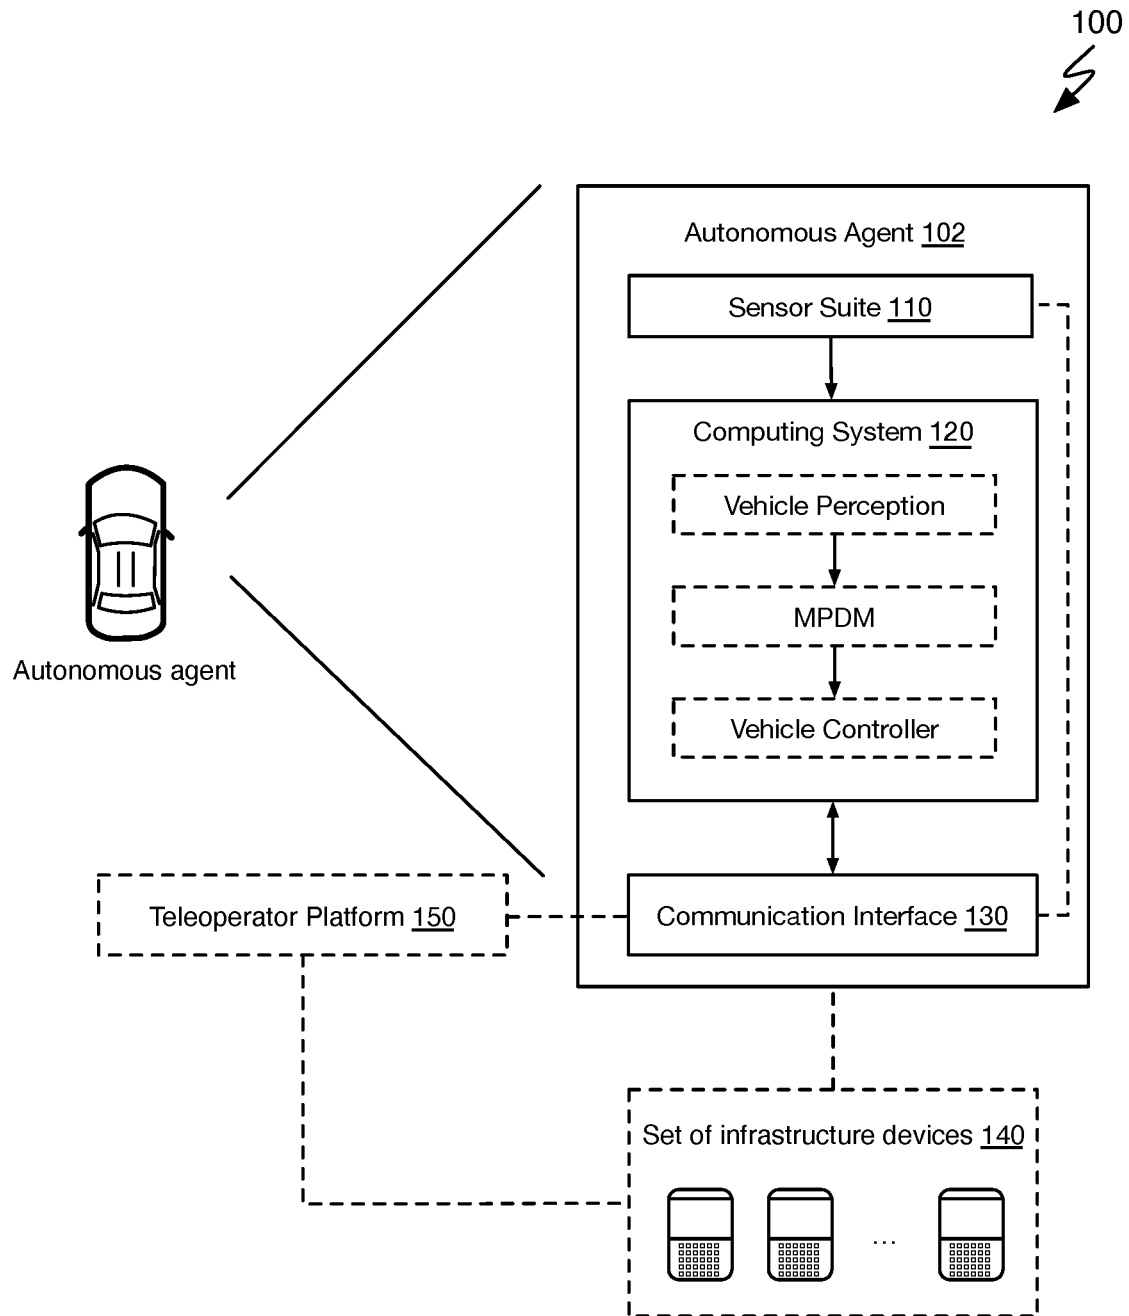 100
Autonomous Agent 102
Sensor Suite 110
Computing System 120
Vehicle Perception
MPDM
Vehicle Controller
Autonomous agent
Teleoperator Platform 150
Communication Interface 130
Set of infrastructure devices 140
...